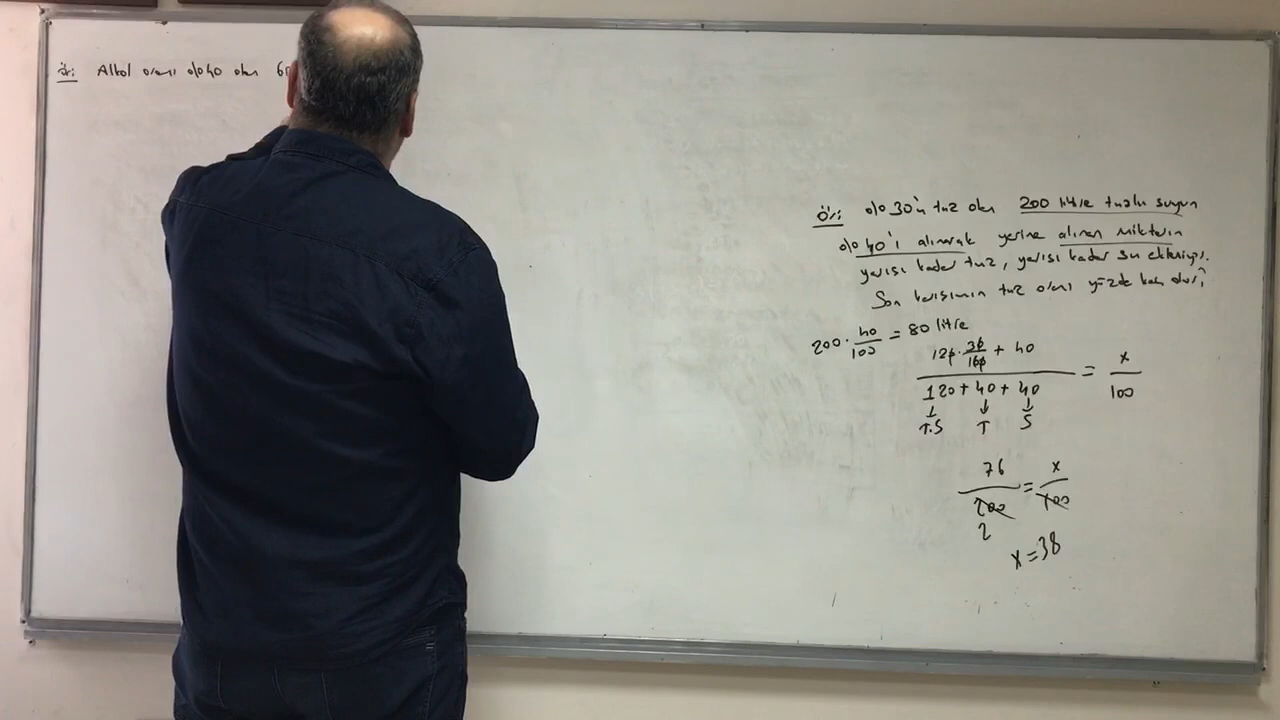 Ör: Alkol oranı %40 olan
Ör: %30'u tuz olan 200 litre tuzlu suyun
%40'ı alınarak yerine alınan miktarın
yarısı kadar tuz, yarısı kadar su ekleniyor.
Son karışımın tuz oranı yüzde kaç olur?
200 · 40/100 = 80 litre
(120 · 30/100 + 40) / (120 + 40 + 40) = x/100
T.S T S
76/200 = x/100
2
x = 38